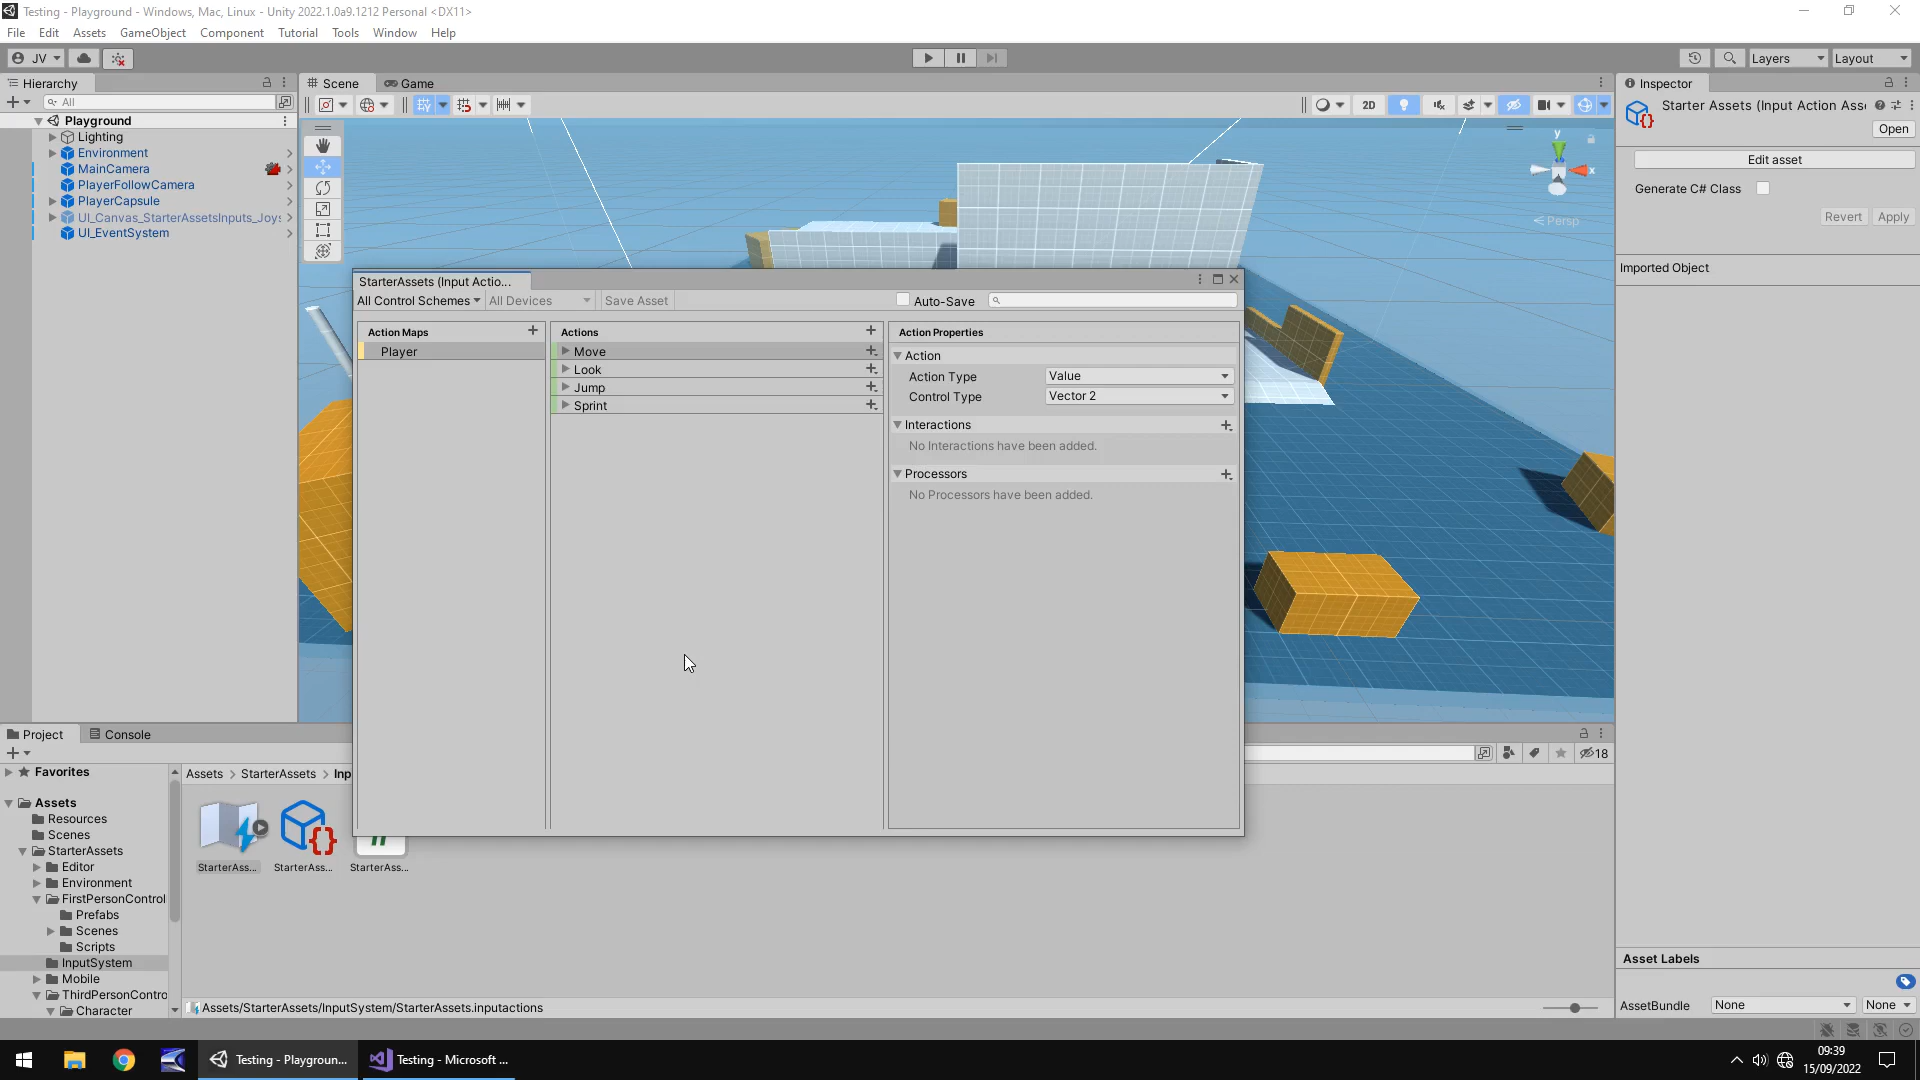 Testing - Playground - Windows, Mac, Linux - Unity 2022.1.0a9.1212 Personal <DX11>
File Edit Assets GameObject Component Tutorial Tools Window Help
JV
Layers
Layout
Hierarchy
All
Playground
Lighting
Environment
MainCamera
PlayerFollowCamera
PlayerCapsule
UI_Canvas_StarterAssetsInputs_Joys
UI_EventSystem
Scene
Game
2D
y
x
Persp
StarterAssets (Input Actio...
All Control Schemes
All Devices
Save Asset
Auto-Save
Action Maps
Player
Actions
Move
Look
Jump
Sprint
Action Properties
Action
Action Type
Value
Control Type
Vector 2
Interactions
No Interactions have been added.
Processors
No Processors have been added.
Inspector
Starter Assets (Input Action Ass
Open
Edit asset
Generate C# Class
Revert
Apply
Imported Object
Asset Labels
AssetBundle
None
None
Project
Console
18
Favorites
Assets
Resources
Scenes
StarterAssets
Editor
Environment
FirstPersonControl
Prefabs
Scenes
Scripts
InputSystem
Mobile
ThirdPersonContro
Character
Assets > StarterAssets > Inp
StarterAss...
StarterAss...
StarterAss...
Assets/StarterAssets/InputSystem/StarterAssets.inputactions
Testing - Playgroun...
Testing - Microsoft ...
09:39
15/09/2022